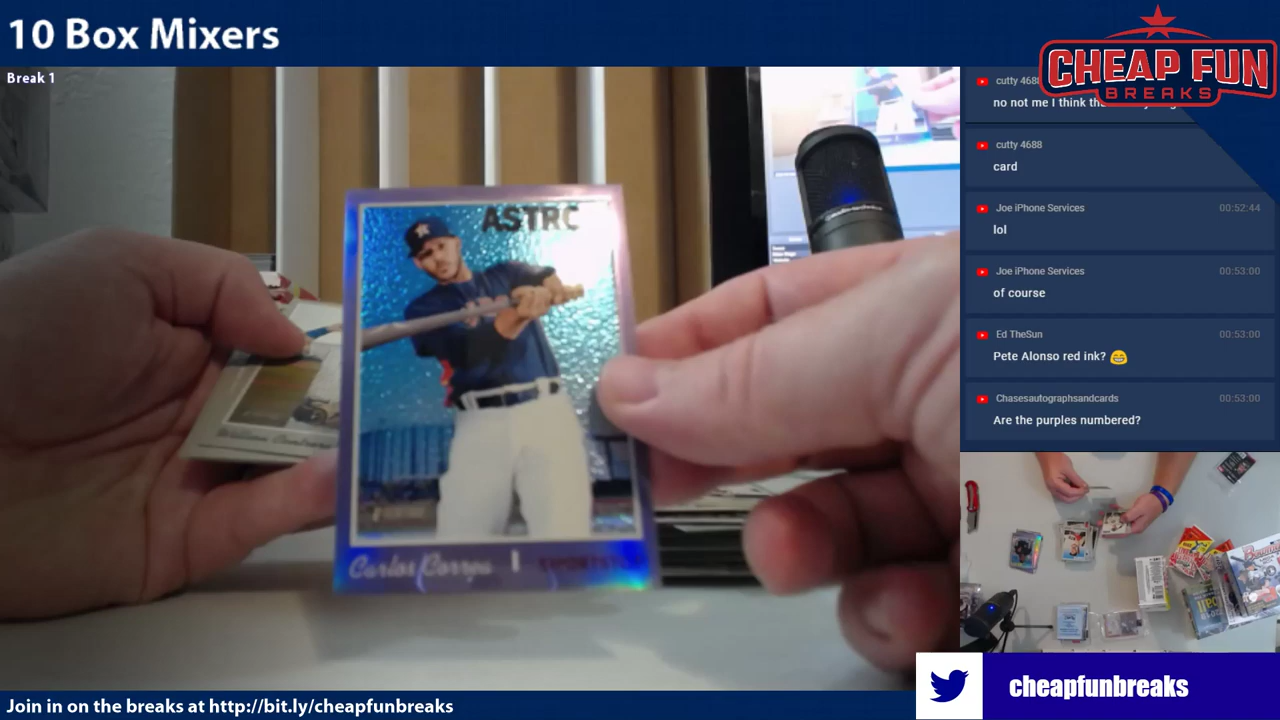 10 Box Mixers
Break 1
CHEAP FUN
BREAKS
cutty 468
no not me I think
cutty 4688
card
Joe iPhone Services 00:52:44
lol
Joe iPhone Services 00:53:00
of course
Ed TheSun 00:53:00
Pete Alonso red ink? 😂
Chasesautographsandcards 00:53:00
Are the purples numbered?
ASTRO
Carlos Correa
cheapfunbreaks
Join in on the breaks at http://bit.ly/cheapfunbreaks